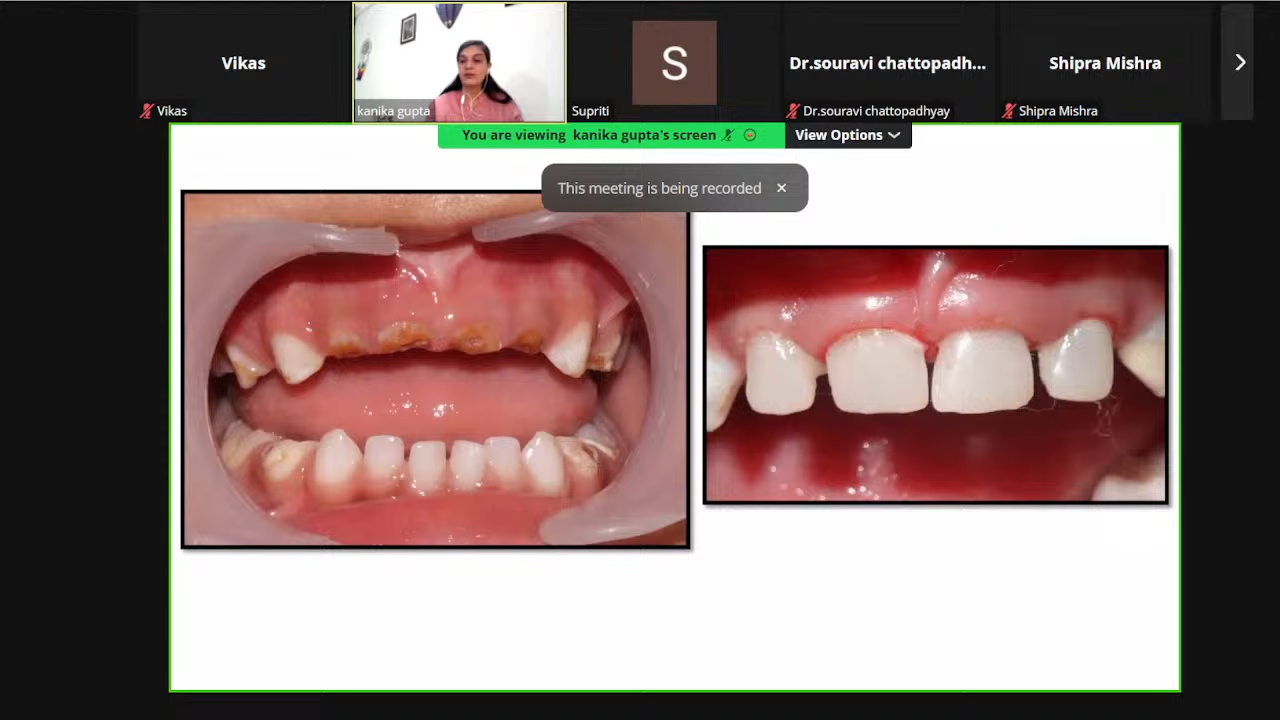 Vikas
S
Dr.souravi chattopadh...
Shipra Mishra
Vikas
kanika gupta
Supriti
Dr.souravi chattopadhyay
Shipra Mishra
You are viewing kanika gupta's screen
View Options
This meeting is being recorded